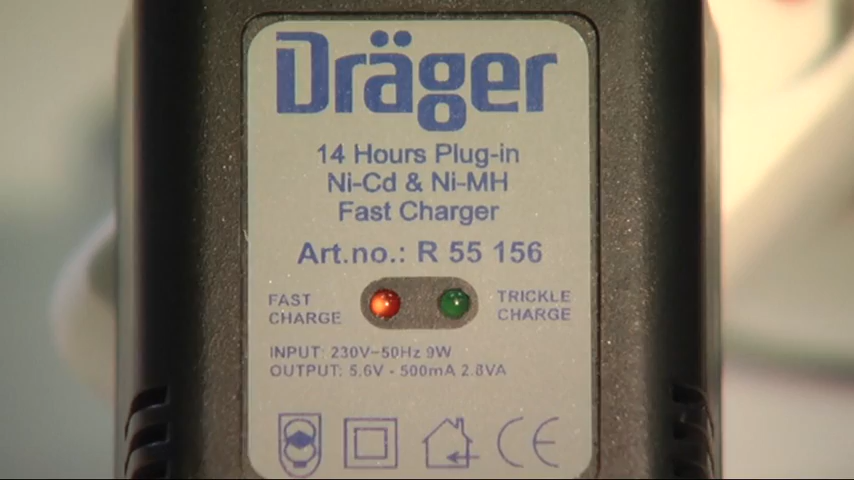 Dräger
14 Hours Plug-in
Ni-Cd & Ni-MH
Fast Charger
Art.no.: R 55 156
FAST
CHARGE
TRICKLE
CHARGE
INPUT: 230V~50Hz 9W
OUTPUT: 5.6V - 500mA 2.8VA
CE